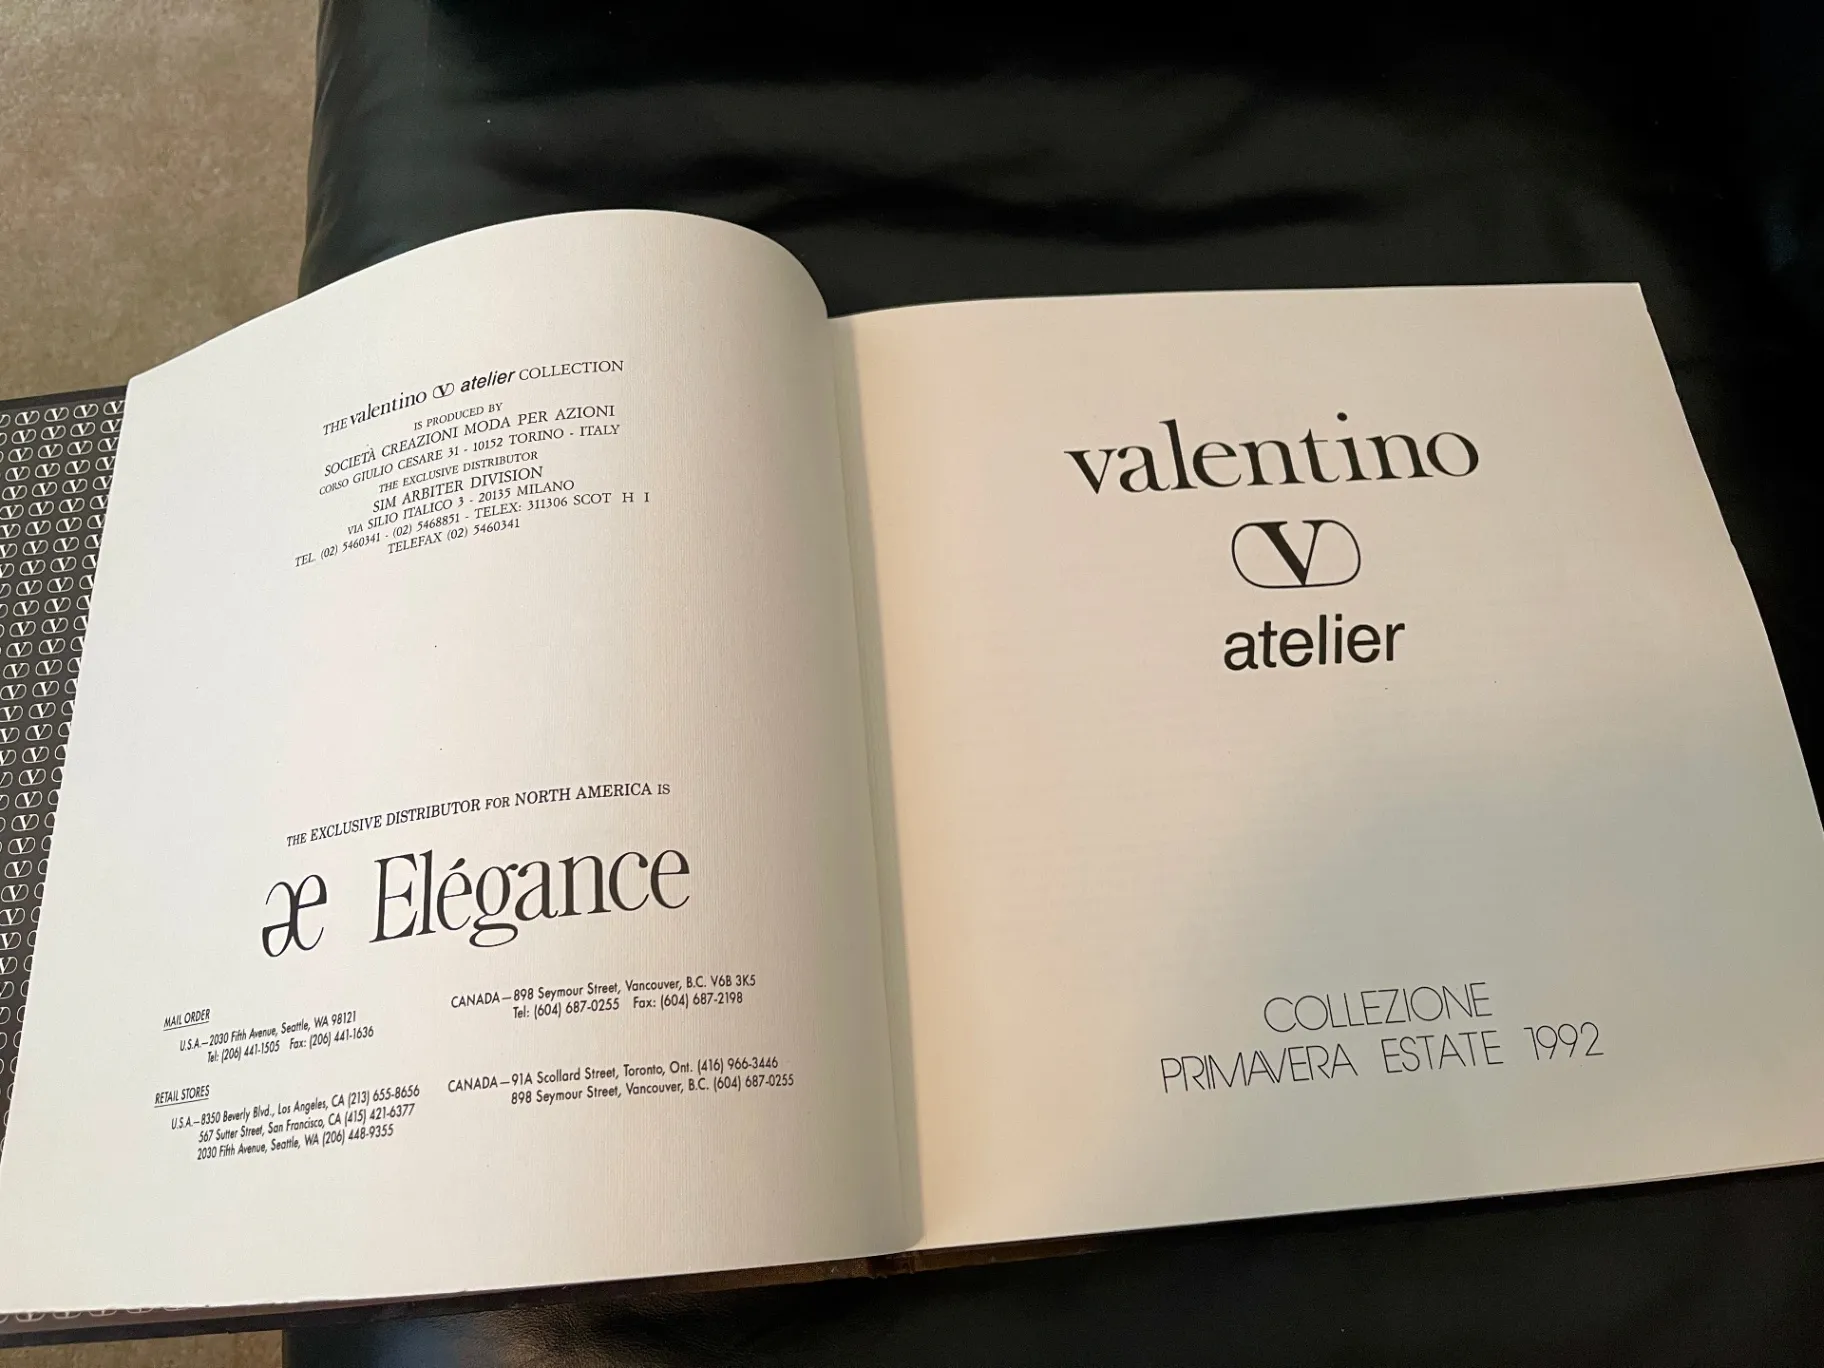 THE valentino V atelier COLLECTION
IS PRODUCED BY
SOCIETÀ CREAZIONI MODA PER AZIONI
CORSO GIULIO CESARE 31 - 10152 TORINO - ITALY
THE EXCLUSIVE DISTRIBUTOR
SIM ARBITER DIVISION
VIA SILIO ITALICO 3 - 20135 MILANO
TEL. (02) 5460341 - (02) 5468851 - TELEX: 311306 SCOT H I
TELEFAX (02) 5460341
THE EXCLUSIVE DISTRIBUTOR FOR NORTH AMERICA IS
æ Elégance
MAIL ORDER
U.S.A.—2030 Fifth Avenue, Seattle, WA 98121
Tel: (206) 441-1505 Fax: (206) 441-1636
CANADA—898 Seymour Street, Vancouver, B.C. V6B 3K5
Tel: (604) 687-0255 Fax: (604) 687-2198
RETAIL STORES
U.S.A.—8350 Beverly Blvd., Los Angeles, CA (213) 655-8656
567 Sutter Street, San Francisco, CA (415) 421-6377
2030 Fifth Avenue, Seattle, WA (206) 448-9355
CANADA—91A Scollard Street, Toronto, Ont. (416) 966-3446
898 Seymour Street, Vancouver, B.C. (604) 687-0255
valentino
V
atelier
COLLEZIONE
PRIMAVERA ESTATE 1992